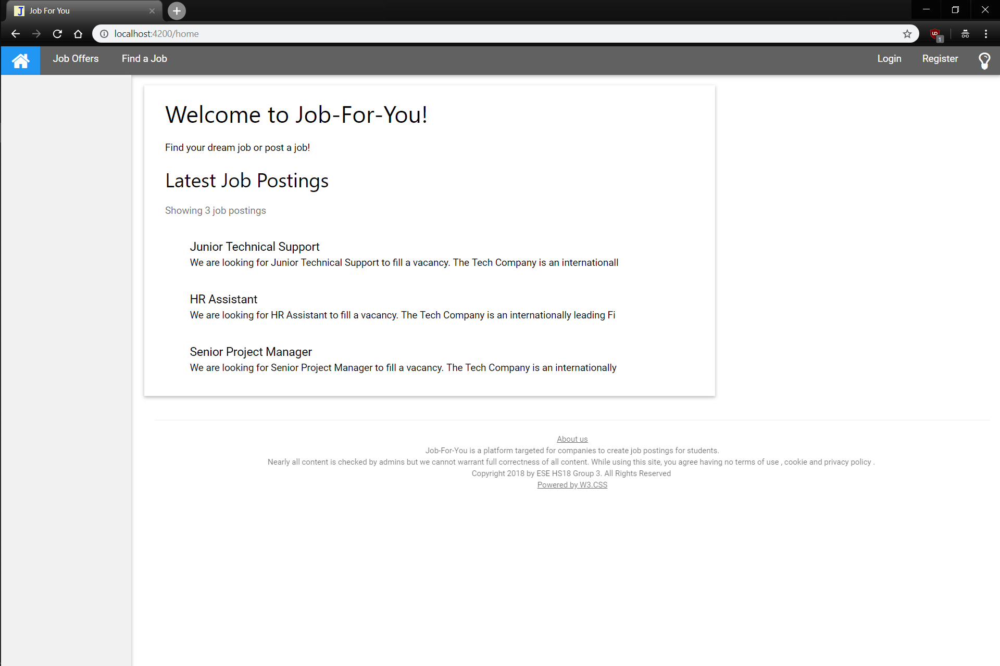 Job For You
localhost:4200/home
1
Job Offers
Find a Job
Login
Register
Welcome to Job-For-You!
Find your dream job or post a job!
Latest Job Postings
Showing 3 job postings
Junior Technical Support
We are looking for Junior Technical Support to fill a vacancy. The Tech Company is an internationall
HR Assistant
We are looking for HR Assistant to fill a vacancy. The Tech Company is an internationally leading Fi
Senior Project Manager
We are looking for Senior Project Manager to fill a vacancy. The Tech Company is an internationally
About us
Job-For-You is a platform targeted for companies to create job postings for students.
Nearly all content is checked by admins but we cannot warrant full correctness of all content. While using this site, you agree having no terms of use , cookie and privacy policy .
Copyright 2018 by ESE HS18 Group 3. All Rights Reserved
Powered by W3.CSS